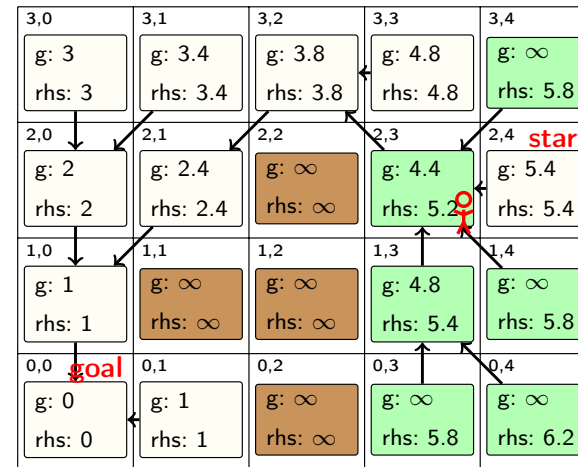 3,0 3,1 3,2 3,3 3,4
g: 3 g: 3.4 g: 3.8 g: 4.8 g: ∞
rhs: 3 rhs: 3.4 rhs: 3.8 rhs: 4.8 rhs: 5.8
2,0 2,1 2,2 2,3 2,4 star
g: 2 g: 2.4 g: ∞ g: 4.4 g: 5.4
rhs: 2 rhs: 2.4 rhs: ∞ rhs: 5.2 rhs: 5.4
1,0 1,1 1,2 1,3 1,4
g: 1 g: ∞ g: ∞ g: 4.8 g: ∞
rhs: 1 rhs: ∞ rhs: ∞ rhs: 5.4 rhs: 5.8
0,0 goal 0,1 0,2 0,3 0,4
g: 0 g: 1 g: ∞ g: ∞ g: ∞
rhs: 0 rhs: 1 rhs: ∞ rhs: 5.8 rhs: 6.2